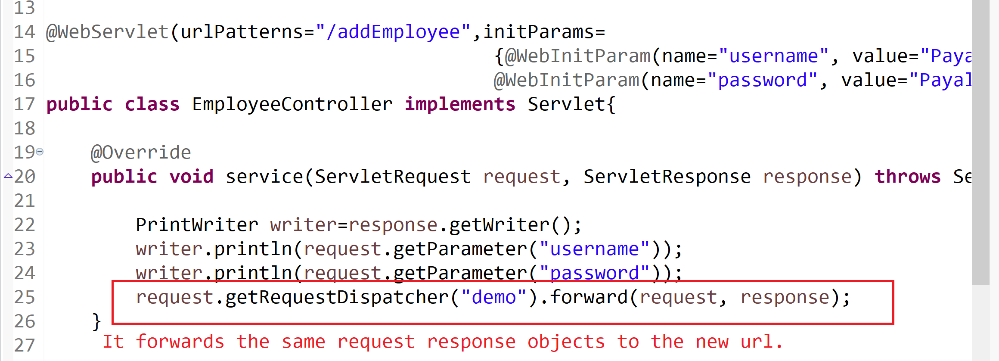 13
14 @WebServlet(urlPatterns="/addEmployee",initParams=
15 {@WebInitParam(name="username", value="Paya
16 @WebInitParam(name="password", value="Payal
17 public class EmployeeController implements Servlet{
18
19 @Override
20 public void service(ServletRequest request, ServletResponse response) throws Se
21
22 PrintWriter writer=response.getWriter();
23 writer.println(request.getParameter("username"));
24 writer.println(request.getParameter("password"));
25 request.getRequestDispatcher("demo").forward(request, response);
26 }
27 It forwards the same request response objects to the new url.